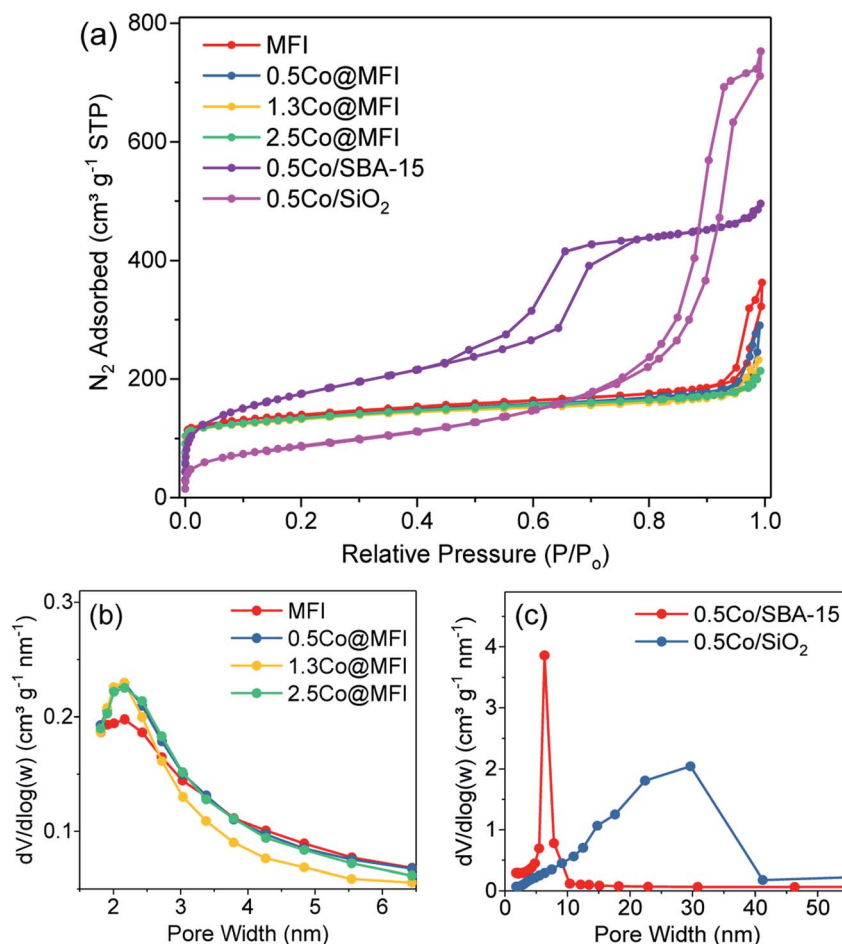 (a)
800
600
400
200
0
N₂ Adsorbed (cm³ g⁻¹ STP)
MFI
0.5Co@MFI
1.3Co@MFI
2.5Co@MFI
0.5Co/SBA-15
0.5Co/SiO₂
0.0 0.2 0.4 0.6 0.8 1.0
Relative Pressure (P/Pₒ)
(b)
0.3
0.2
0.1
dV/dlog(w) (cm³ g⁻¹ nm⁻¹)
MFI
0.5Co@MFI
1.3Co@MFI
2.5Co@MFI
2 3 4 5 6
Pore Width (nm)
(c)
4
2
0
dV/dlog(w) (cm³ g⁻¹ nm⁻¹)
0.5Co/SBA-15
0.5Co/SiO₂
0 10 20 30 40 50
Pore Width (nm)